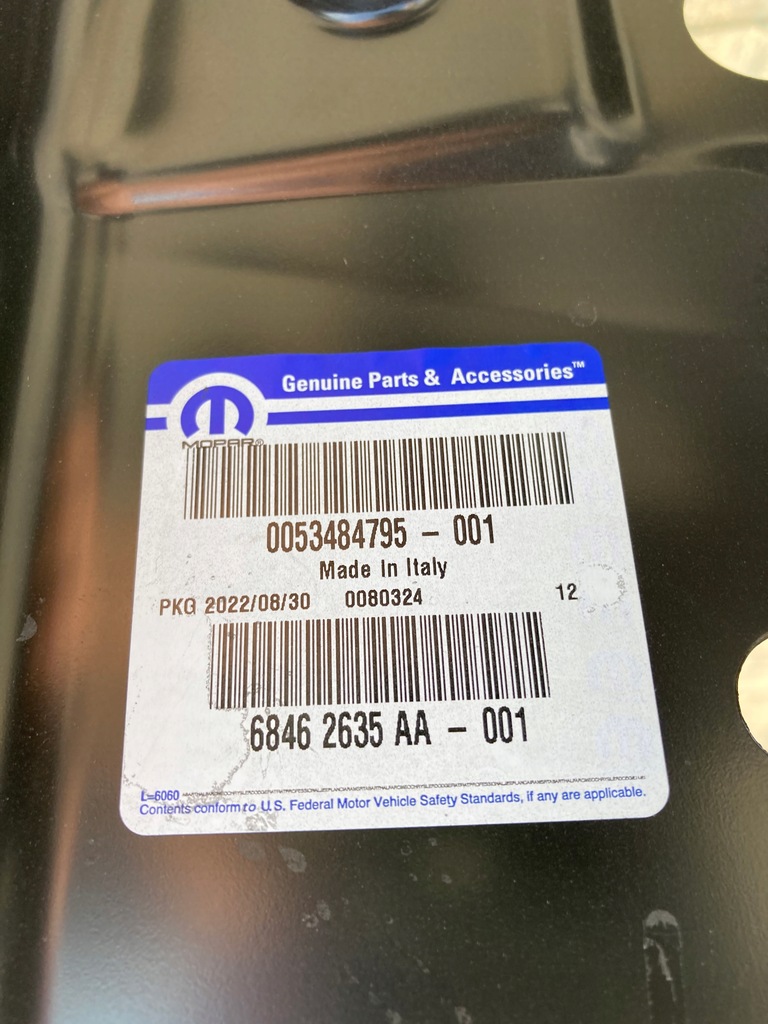 Genuine Parts & Accessories™
MOPAR®
0053484795 – 001
Made In Italy
PKG 2022/08/30 0080324 12
6846 2635 AA – 001
L=6060
Contents conform to U.S. Federal Motor Vehicle Safety Standards, if any are applicable.